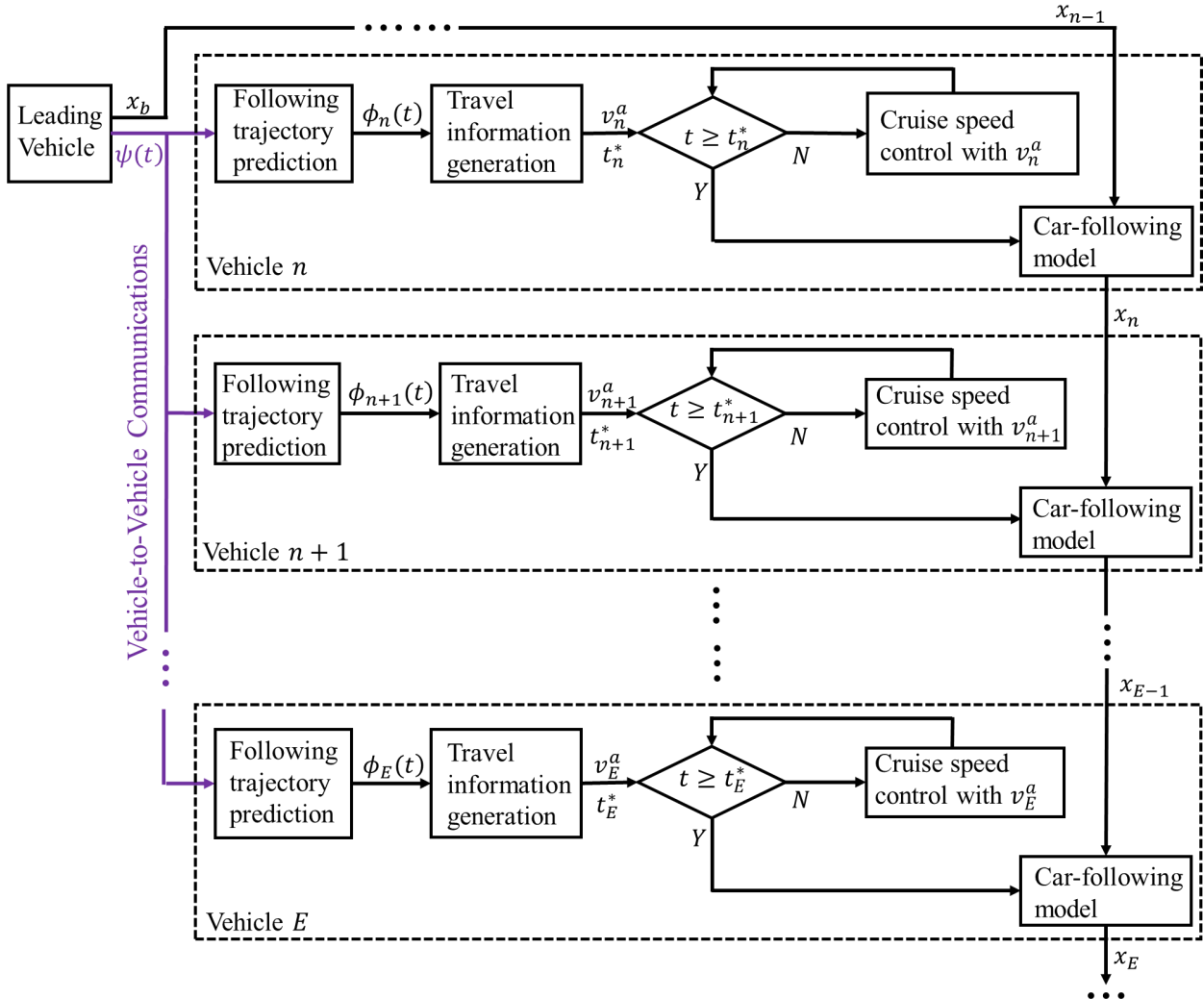 x_{n-1}
Leading
Vehicle
x_b
ψ(t)
Vehicle-to-Vehicle Communications
Following
trajectory
prediction
ϕ_n(t)
Travel
information
generation
v_n^a
t_n^*
t ≥ t_n^*
N
Y
Cruise speed
control with v_n^a
Car-following
model
Vehicle n
x_n
Following
trajectory
prediction
ϕ_{n+1}(t)
Travel
information
generation
v_{n+1}^a
t_{n+1}^*
t ≥ t_{n+1}^*
N
Y
Cruise speed
control with v_{n+1}^a
Car-following
model
Vehicle n + 1
x_{E-1}
Following
trajectory
prediction
ϕ_E(t)
Travel
information
generation
v_E^a
t_E^*
t ≥ t_E^*
N
Y
Cruise speed
control with v_E^a
Car-following
model
Vehicle E
x_E